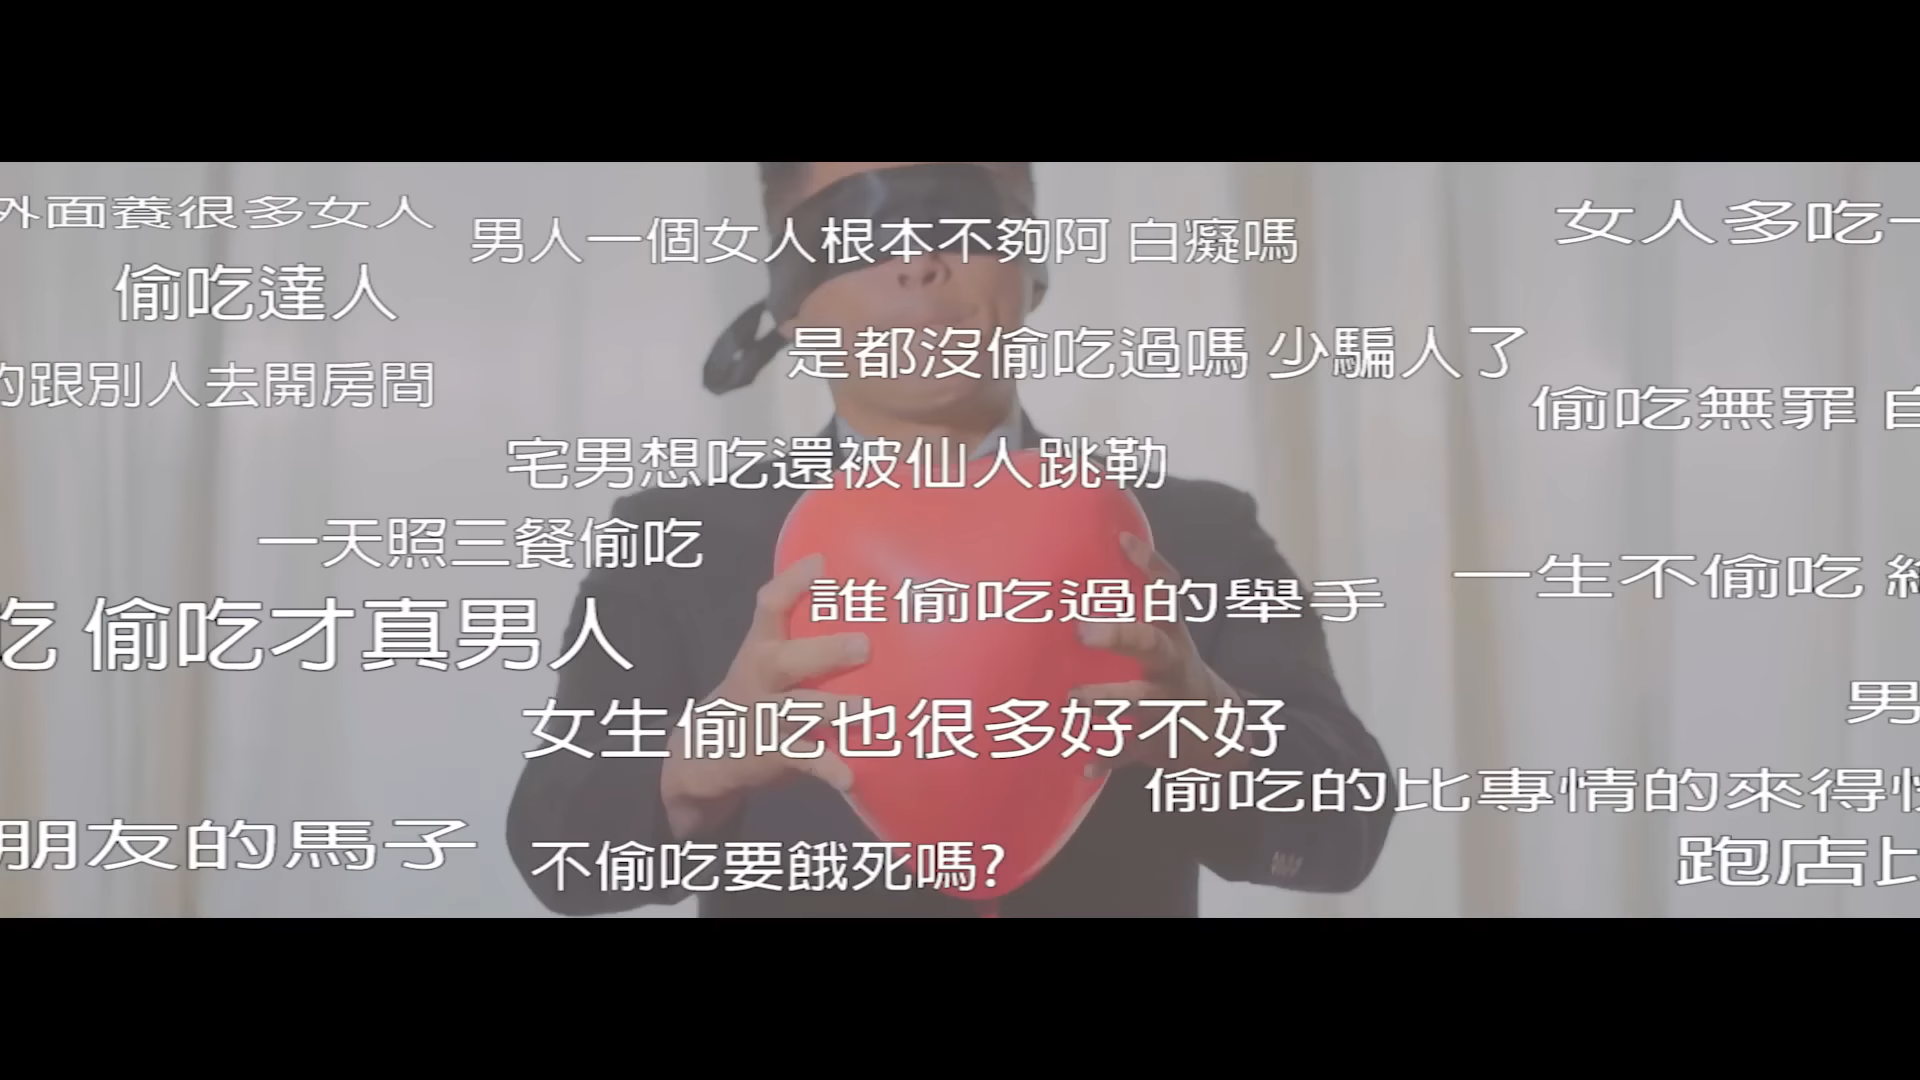 外面養很多女人
男人一個女人根本不夠阿 白癡嗎
女人多吃一
偷吃達人
是都沒偷吃過嗎 少騙人了
的跟別人去開房間
偷吃無罪 自
宅男想吃還被仙人跳勒
一天照三餐偷吃
誰偷吃過的舉手
一生不偷吃
吃 偷吃才真男人
女生偷吃也很多好不好
男
偷吃的比專情的來得快
朋友的馬子
不偷吃要餓死嗎?
跑店比